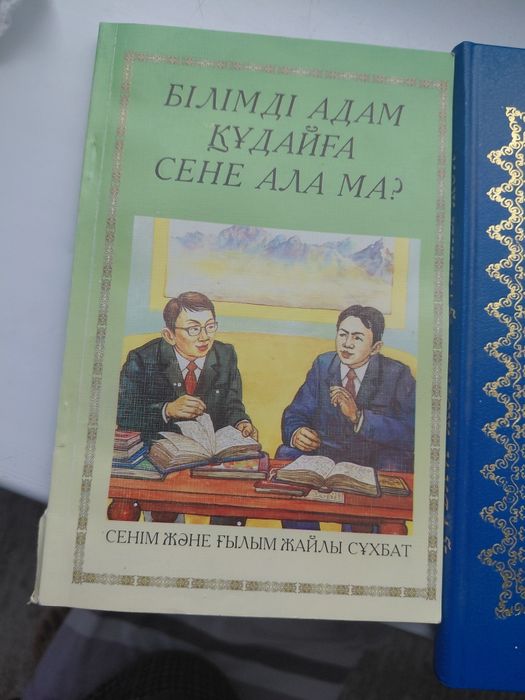 БІЛІМДІ АДАМ
ҚҰДАЙҒА
СЕНЕ АЛА МА?
СЕНІМ ЖӘНЕ ҒЫЛЫМ ЖАЙЛЫ СҰХБАТ